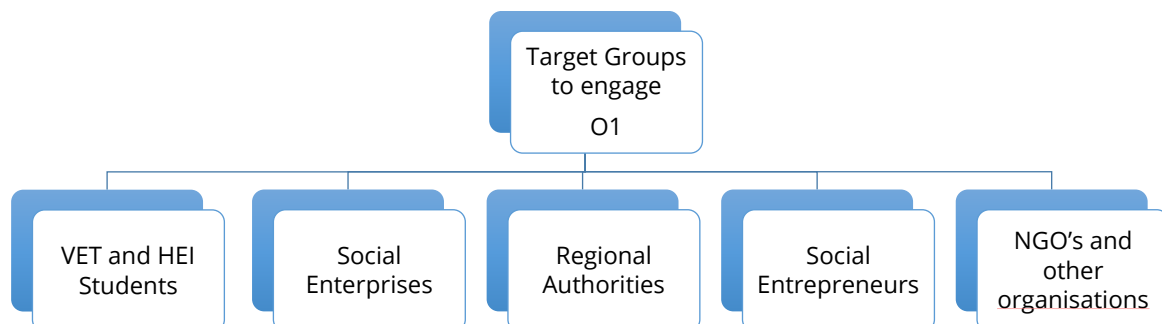 Target Groups
to engage
O1
VET and HEI
Students
Social
Enterprises
Regional
Authorities
Social
Entrepreneurs
NGO’s and
other
organisations